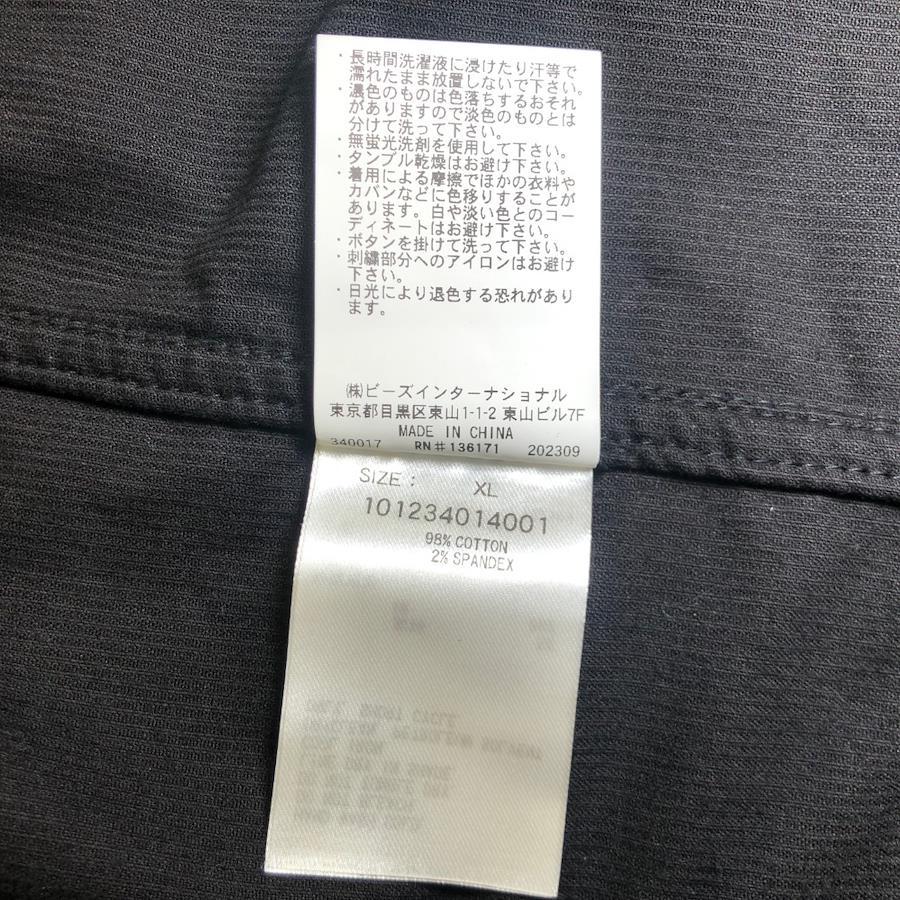 ・長時間洗濯液に浸けたり汗等で
濡れたまま放置しないで下さい。
・濃色のものは色落ちするおそれ
がありますので淡色のものとは
分けて洗って下さい。
・無蛍光洗剤を使用して下さい。
・タンブル乾燥はお避け下さい。
・着用による摩擦でほかの衣料や
カバンなどに色移りすることが
あります。白や淡い色とのコー
ディネートはお避け下さい。
・ボタンを掛けて洗って下さい。
・刺繍部分へのアイロンはお避け
下さい。
・日光により退色する恐れがあり
ます。
㈱ビーズインターナショナル
東京都目黒区東山1-1-2 東山ビル7F
MADE IN CHINA
340017 RN♯136171 202309
SIZE： XL
101234014001
98% COTTON
2% SPANDEX